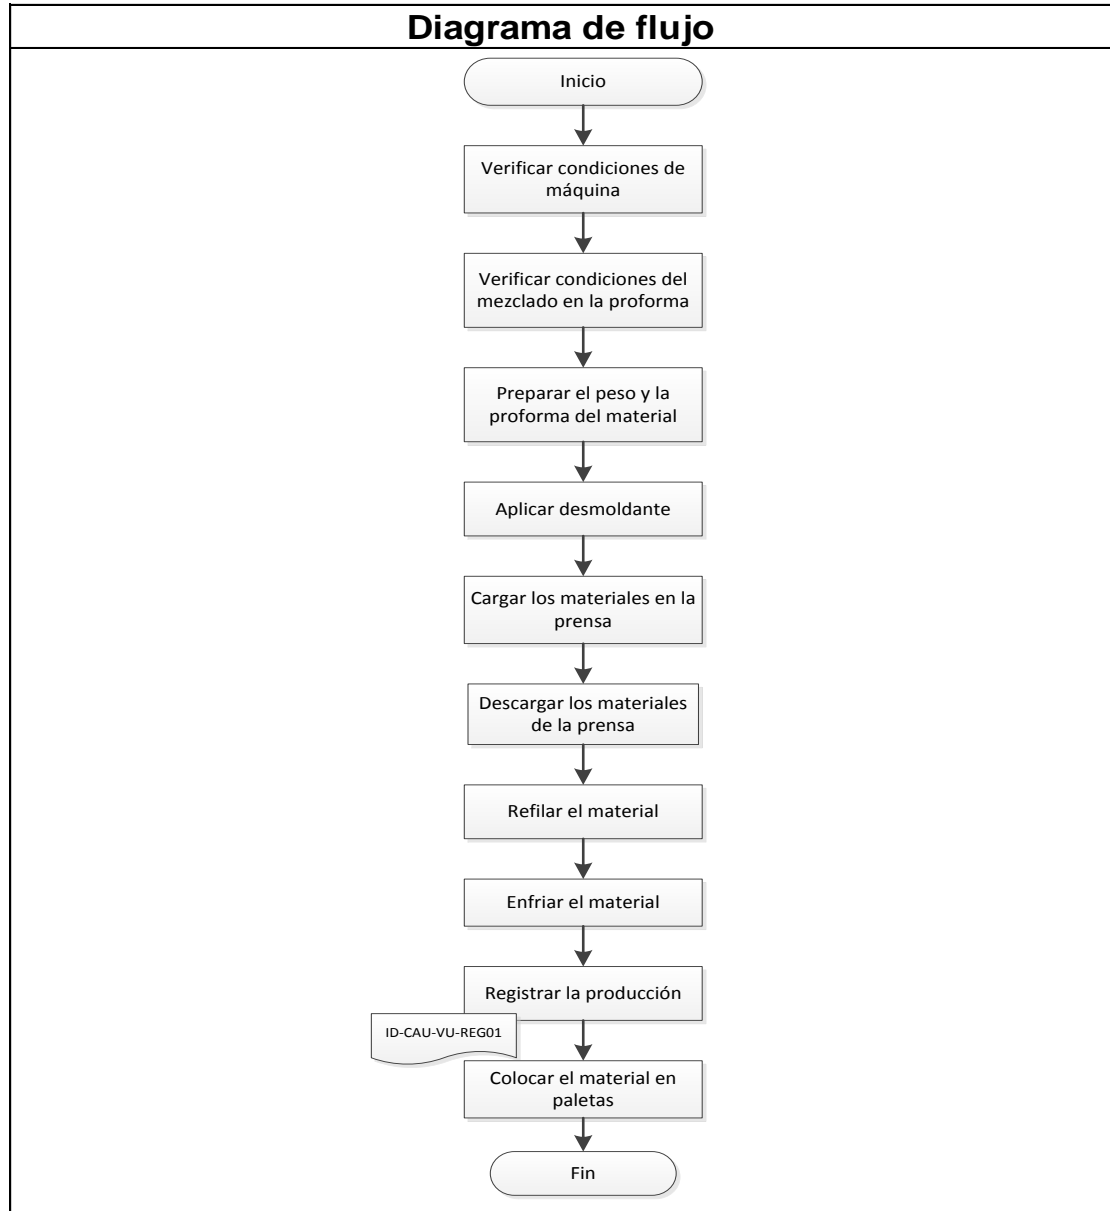 Diagrama de flujo
Inicio
Verificar condiciones de
máquina
Verificar condiciones del
mezclado en la proforma
Preparar el peso y la
proforma del material
Aplicar desmoldante
Cargar los materiales en la
prensa
Descargar los materiales
de la prensa
Refilar el material
Enfriar el material
Registrar la producción
ID-CAU-VU-REG01
Colocar el material en
paletas
Fin